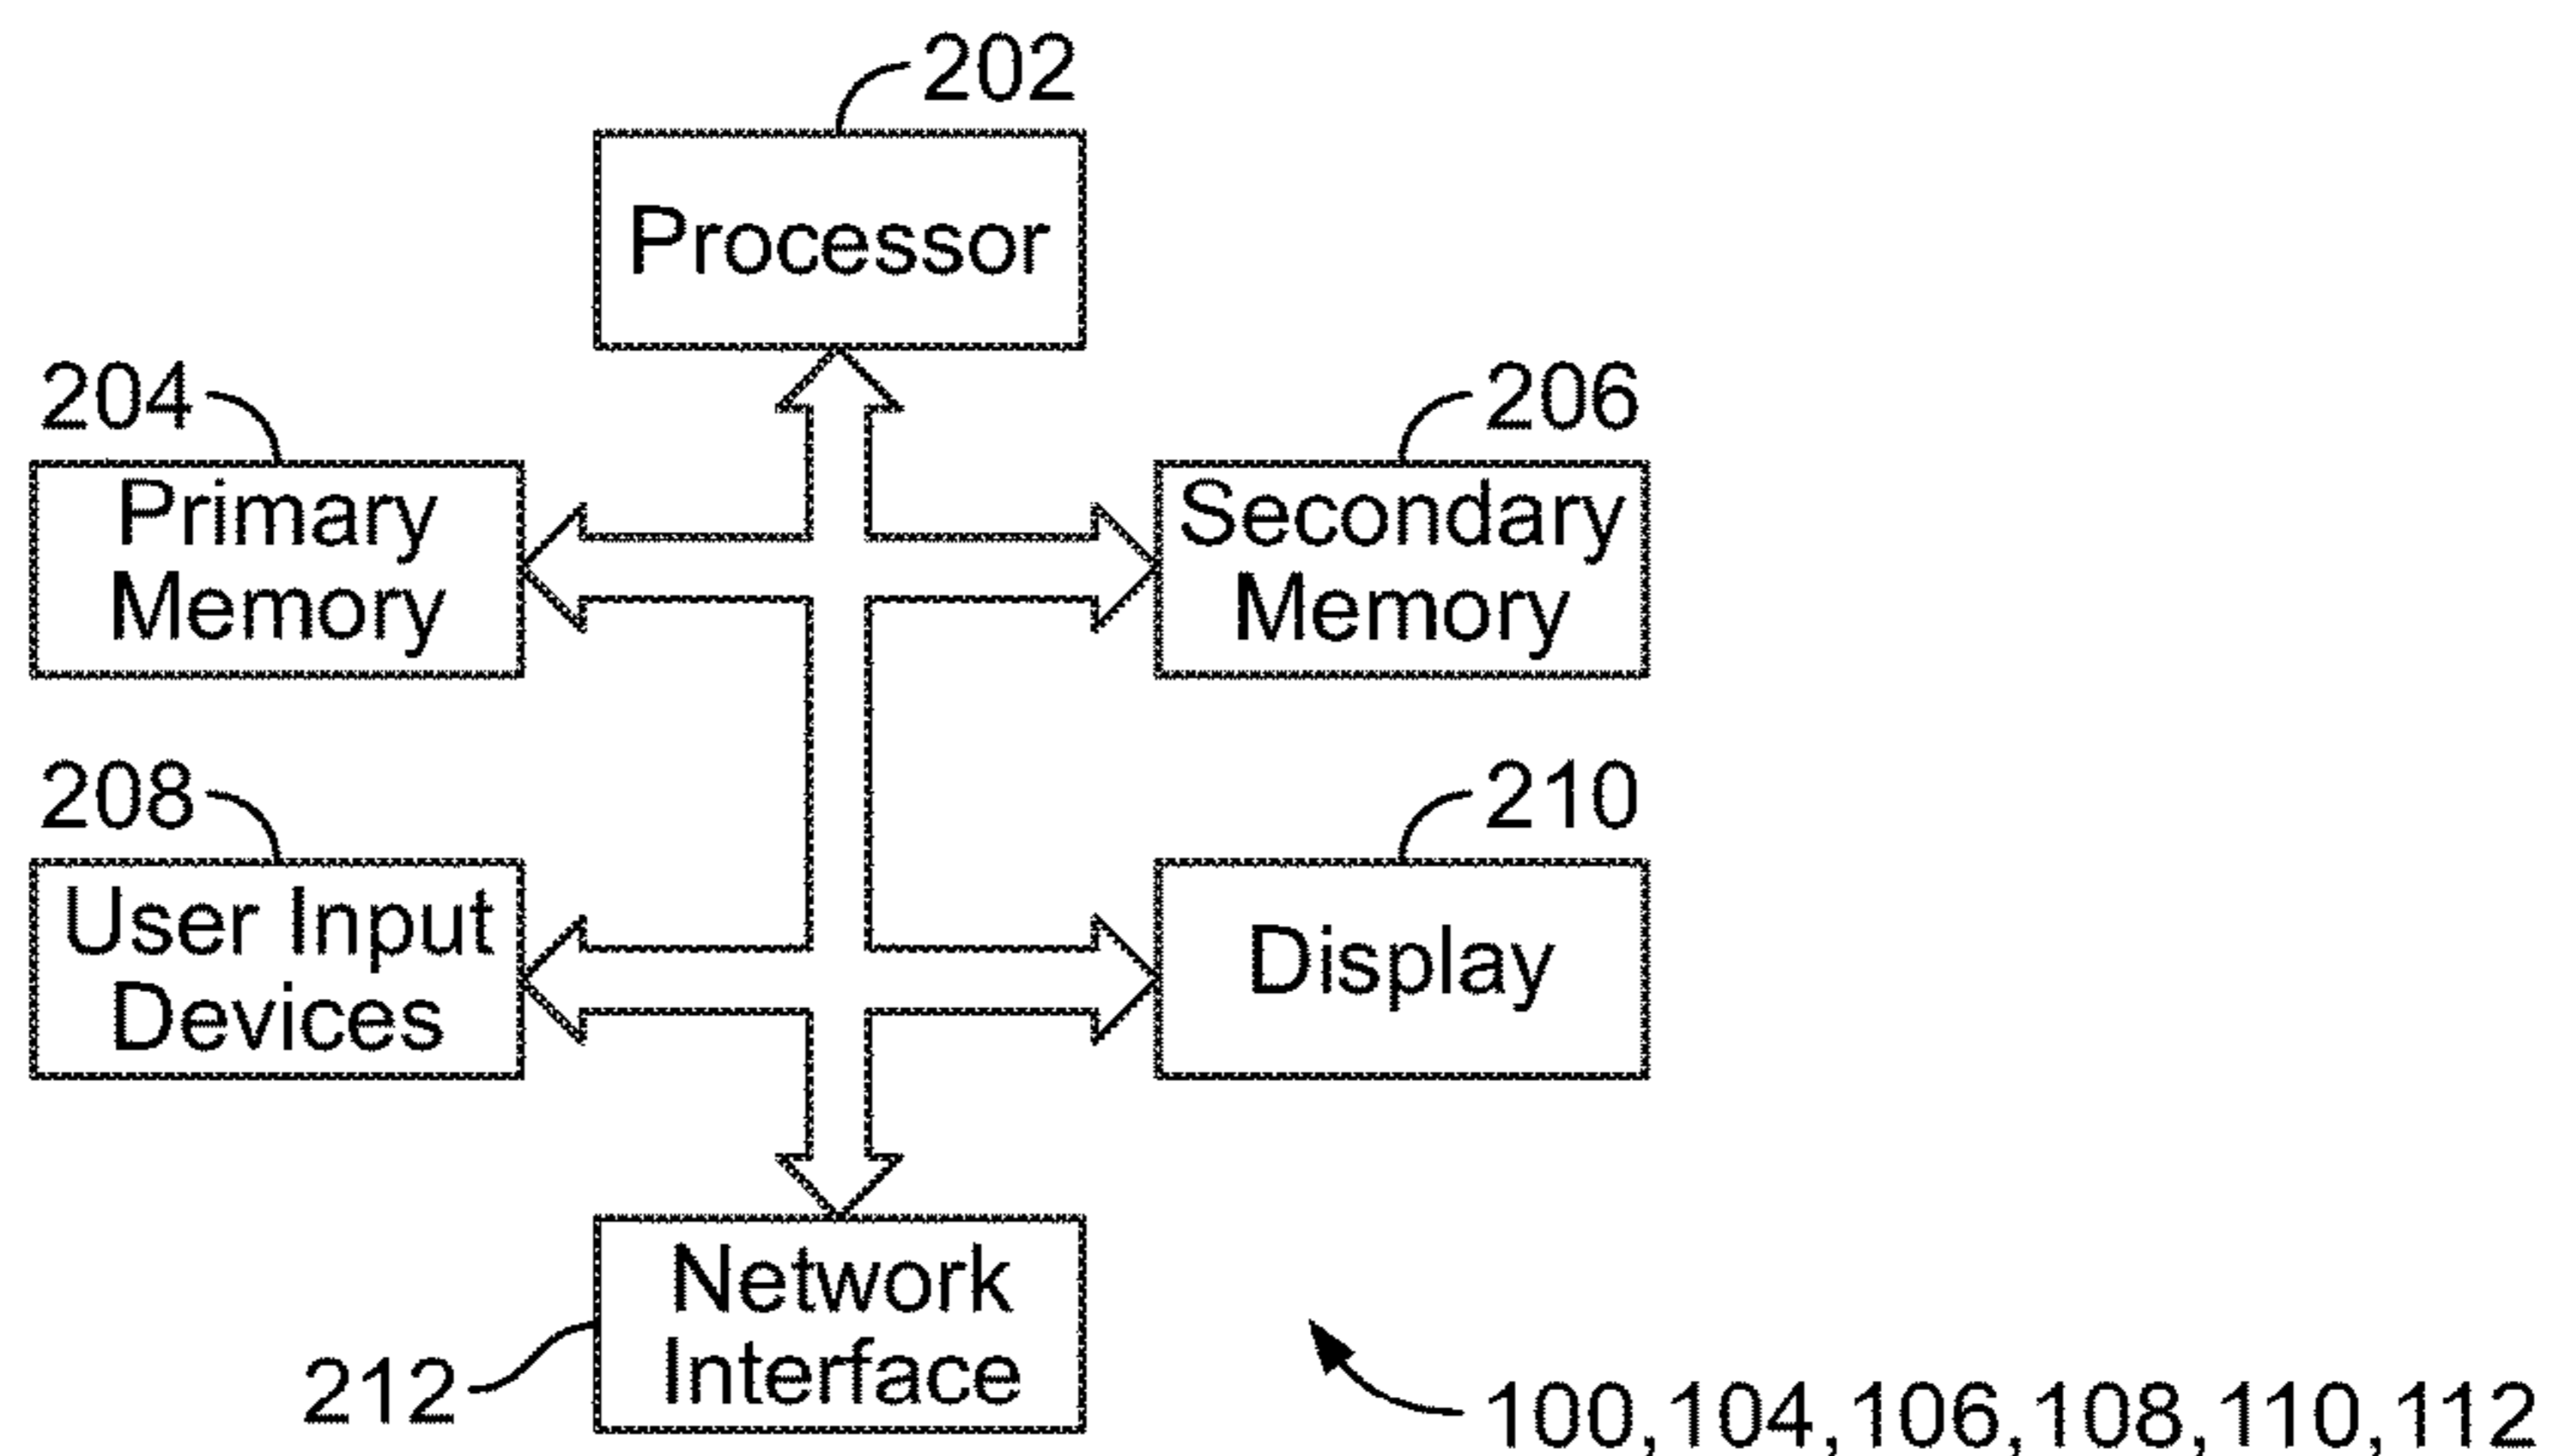 202
Processor
204
206
Primary
Memory
Secondary
Memory
208
210
User Input
Devices
Display
Network
Interface
212
100,104,106,108,110,112